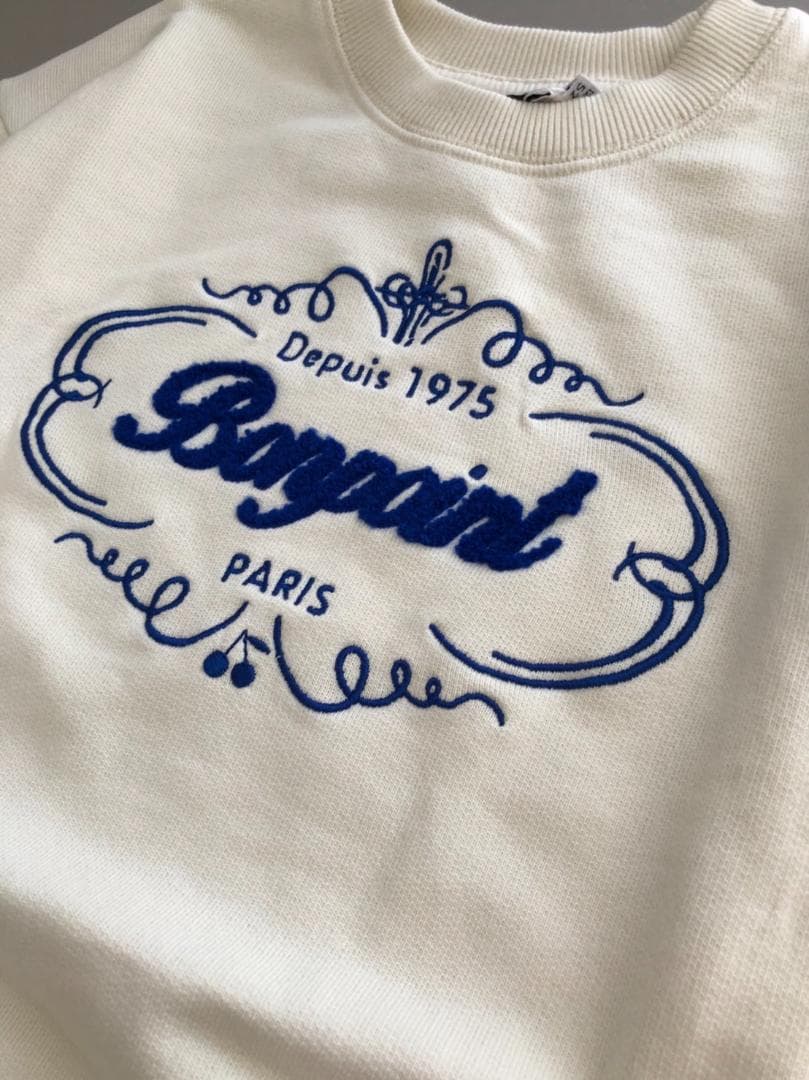 Depuis 1975
Bonpoint
PARIS